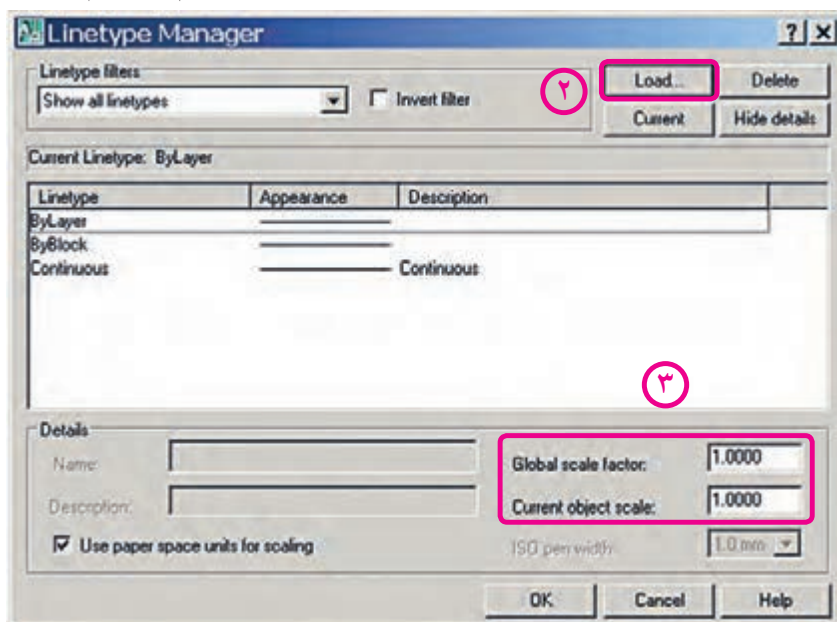 Linetype Manager
Linetype filters
Show all linetypes
Invert filter
۲
Load...
Delete
Current
Hide details
Current Linetype: ByLayer
Linetype Appearance Description
ByLayer
ByBlock
Continuous Continuous
۳
Details
Name:
Global scale factor: 1.0000
Description:
Current object scale: 1.0000
Use paper space units for scaling
ISO pen width: 1.0 mm
OK Cancel Help